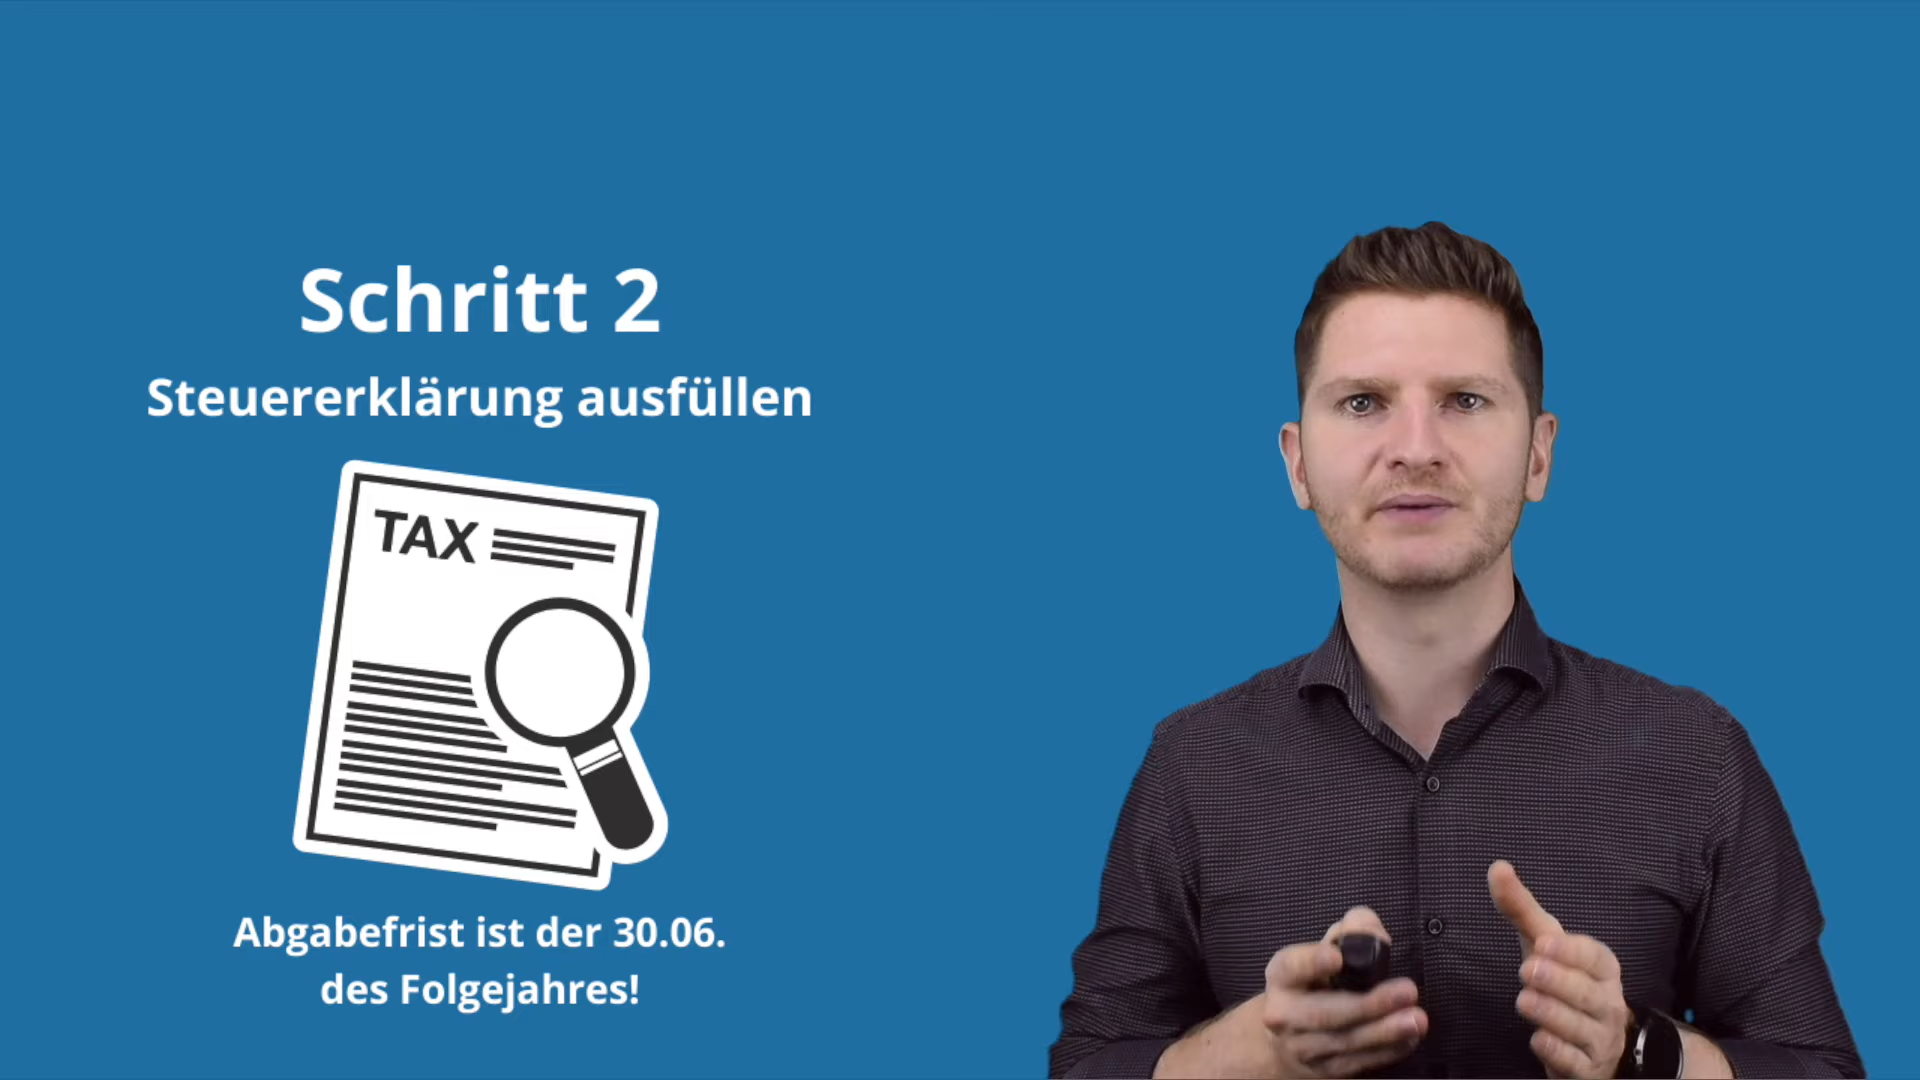 Schritt 2
Steuererklärung ausfüllen
TAX
Abgabefrist ist der 30.06.
des Folgejahres!